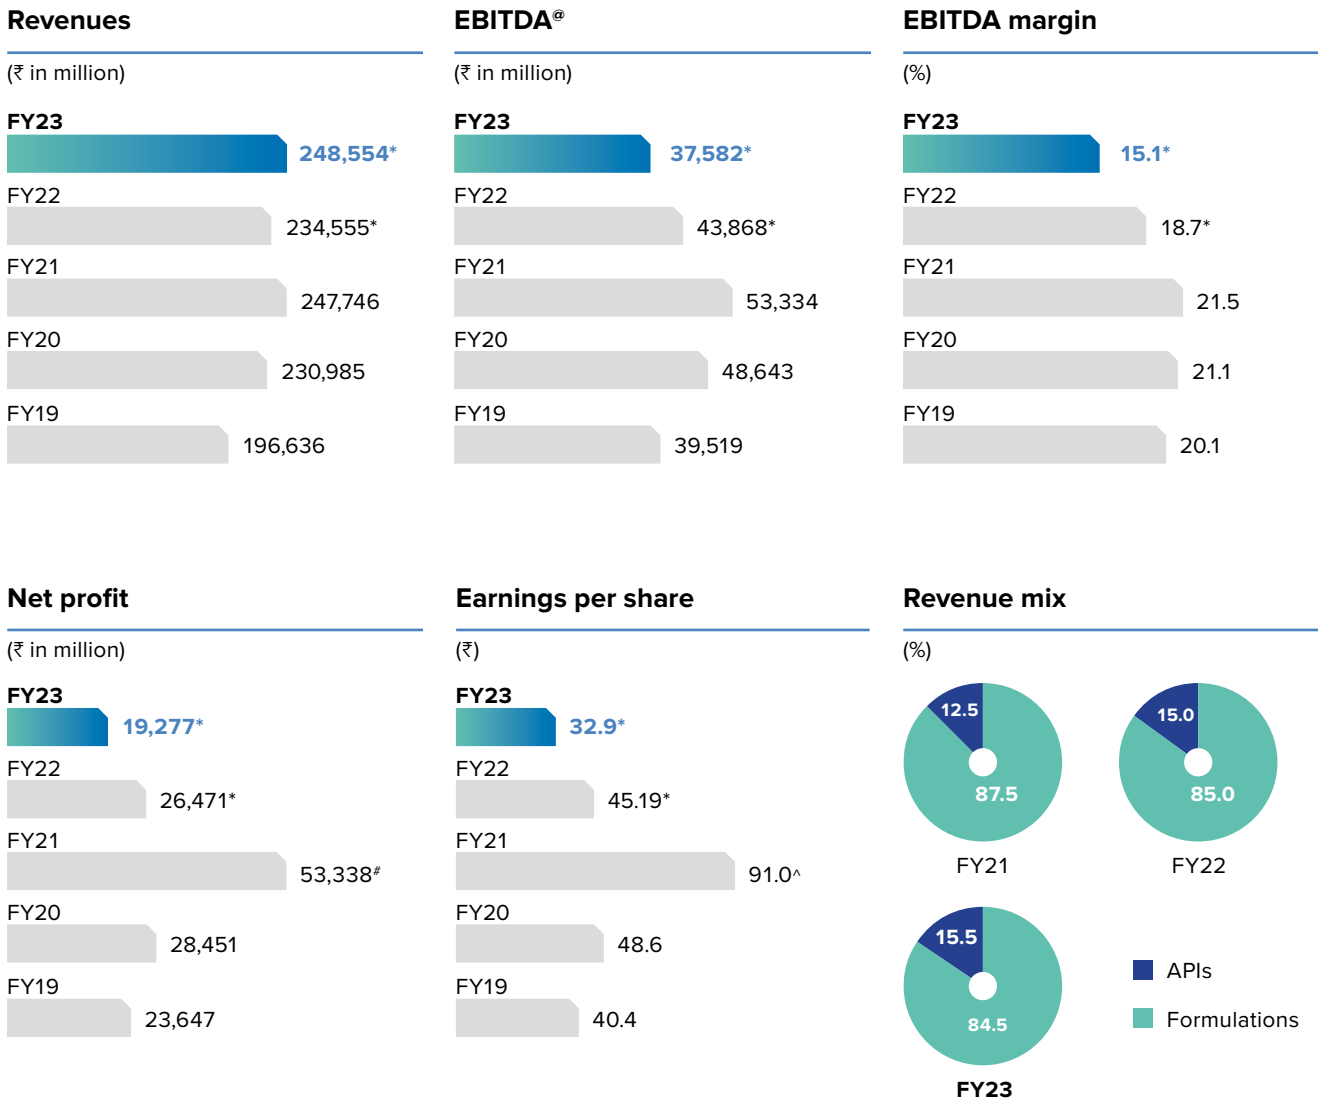 Revenues
(₹ in million)
FY23
248,554*
FY22
234,555*
FY21
247,746
FY20
230,985
FY19
196,636
EBITDA@
(₹ in million)
FY23
37,582*
FY22
43,868*
FY21
53,334
FY20
48,643
FY19
39,519
EBITDA margin
(%)
FY23
15.1*
FY22
18.7*
FY21
21.5
FY20
21.1
FY19
20.1
Net profit
(₹ in million)
FY23
19,277*
FY22
26,471*
FY21
53,338#
FY20
28,451
FY19
23,647
Earnings per share
(₹)
FY23
32.9*
FY22
45.19*
FY21
91.0^
FY20
48.6
FY19
40.4
Revenue mix
(%)
12.5
87.5
FY21
15.0
85.0
FY22
15.5
84.5
FY23
APIs
Formulations